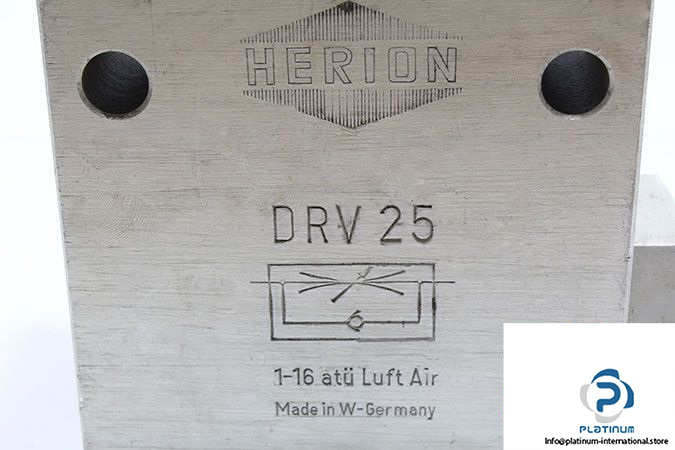 HERION
DRV 25
1-16 atü Luft Air
Made in W-Germany
PLATINUM
Info@platinum-international.store